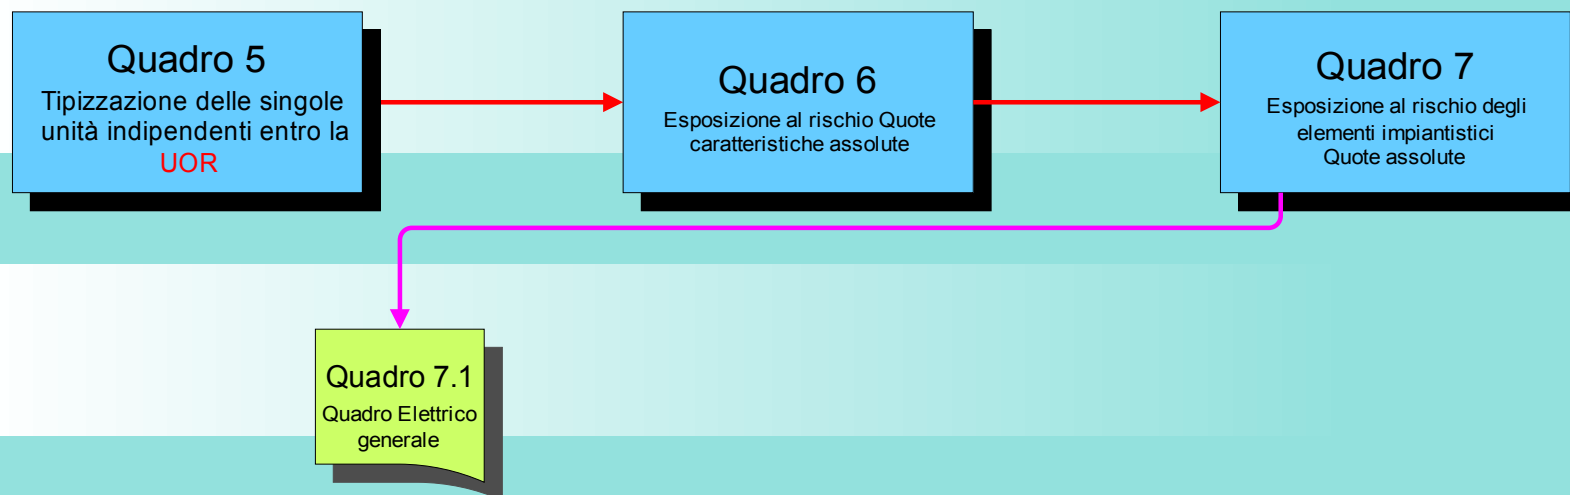 Quadro 5
Tipizzazione delle singole
unità indipendenti entro la
UOR
Quadro 6
Esposizione al rischio Quote
caratteristiche assolute
Quadro 7
Esposizione al rischio degli
elementi impiantistici
Quote assolute
Quadro 7.1
Quadro Elettrico
generale